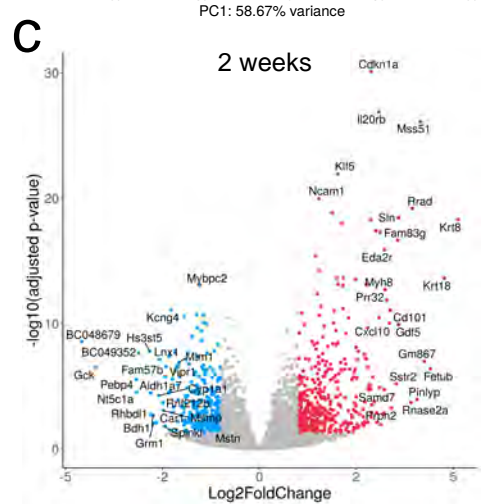 PC1: 58.67% variance
C
2 weeks
30
20
10
0
-log10(adjusted p-value)
Cdkn1a
Il20rb
Mss51
Klf5
Ncam1
Rrad
Sln
Fam83g
Krt8
Eda2r
Mybpc2
Myh8
Krt18
Prr32
Kcng4
Cd101
Cxcl10
Gdf5
BC048679
Hs3st5
BC049352
Lnx1
Gm867
Gck
Fam57b
Vipr1
Sstr2
Fetub
Pebp4
Aldh1a7
Cyp1a1
Pinlyp
Nt5c1a
Samd7
Rnase2a
Rhbdl1
Bdh1
Grm1
Mstn
-5
-2
0
2
5
Log2FoldChange